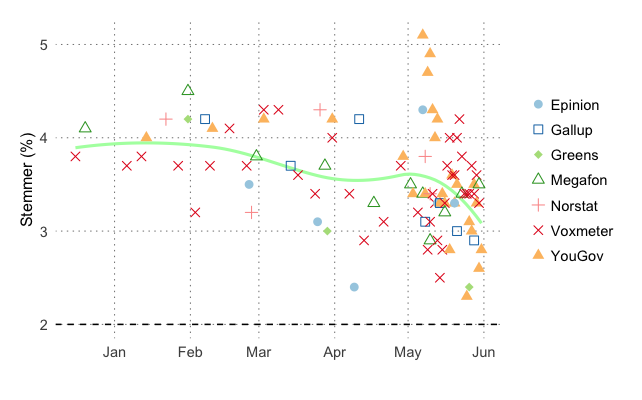 Stemmer (%)
5
4
3
2
Jan Feb Mar Apr May Jun
Epinion
Gallup
Greens
Megafon
Norstat
Voxmeter
YouGov